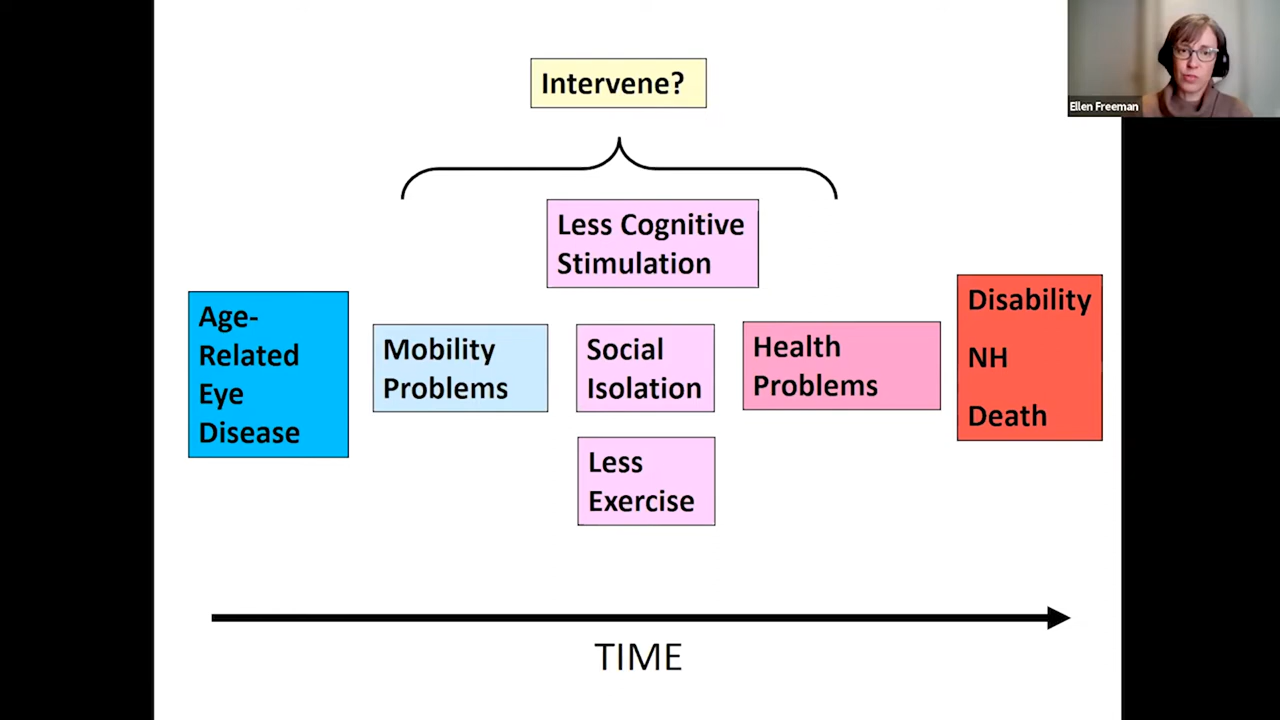 Intervene?
Ellen Freeman
Less Cognitive
Stimulation
Age-
Related
Eye
Disease
Mobility
Problems
Social
Isolation
Health
Problems
Disability
NH
Death
Less
Exercise
TIME